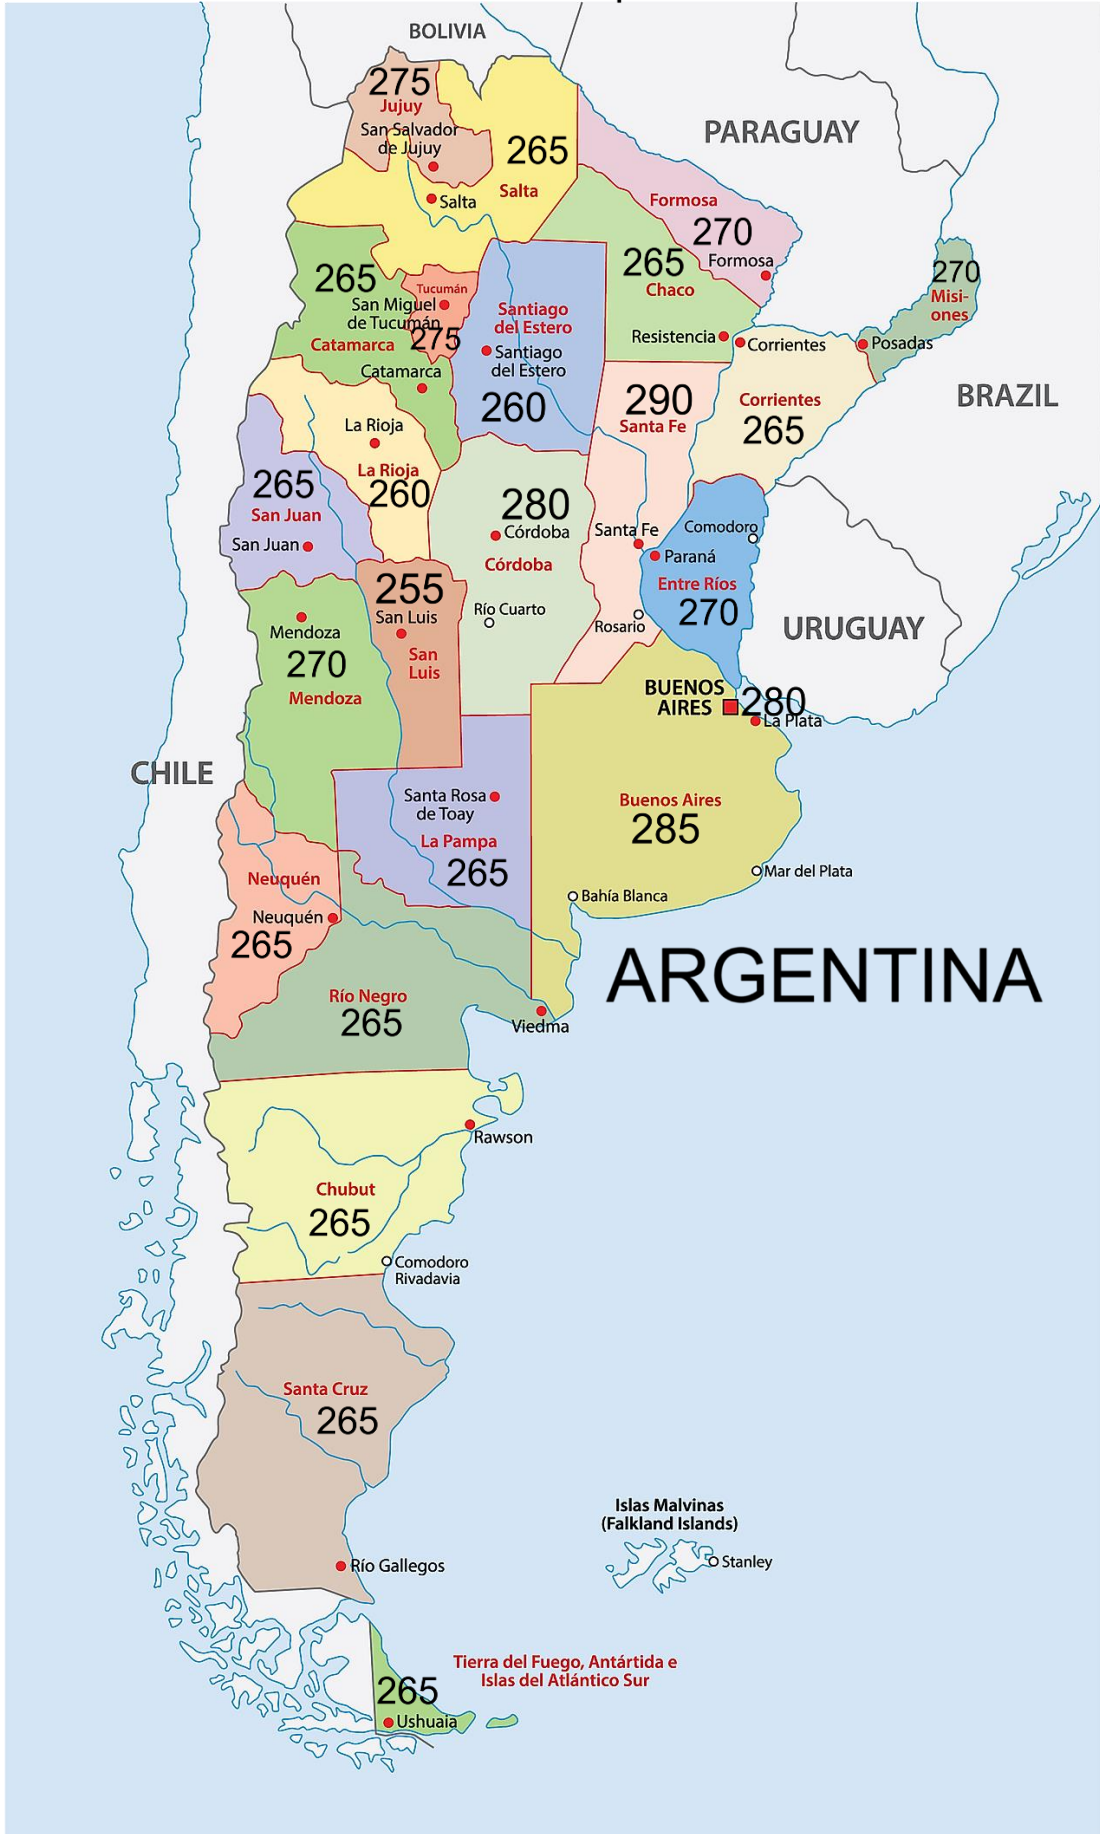 BOLIVIA
275
Jujuy
San Salvador
de Jujuy
265
Salta
Salta
PARAGUAY
Formosa
270
Formosa
265
Chaco
Resistencia
270
Misi-
ones
Posadas
265
San Miguel
de Tucumán
Catamarca
Catamarca
Tucumán
275
Santiago
del Estero
Santiago
del Estero
260
Corrientes
Corrientes
265
BRAZIL
290
Santa Fe
Santa Fe
Rosario
La Rioja
La Rioja
260
265
San Juan
San Juan
280
Córdoba
Córdoba
Río Cuarto
Comodoro
Paraná
Entre Ríos
270
URUGUAY
255
San Luis
San
Luis
Mendoza
270
Mendoza
BUENOS
AIRES
280
La Plata
CHILE
Santa Rosa
de Toay
La Pampa
265
Buenos Aires
285
Mar del Plata
Bahía Blanca
Neuquén
Neuquén
265
ARGENTINA
Río Negro
265
Viedma
Rawson
Chubut
265
Comodoro
Rivadavia
Santa Cruz
265
Río Gallegos
Islas Malvinas
(Falkland Islands)
Stanley
Tierra del Fuego, Antártida e
Islas del Atlántico Sur
265
Ushuaia